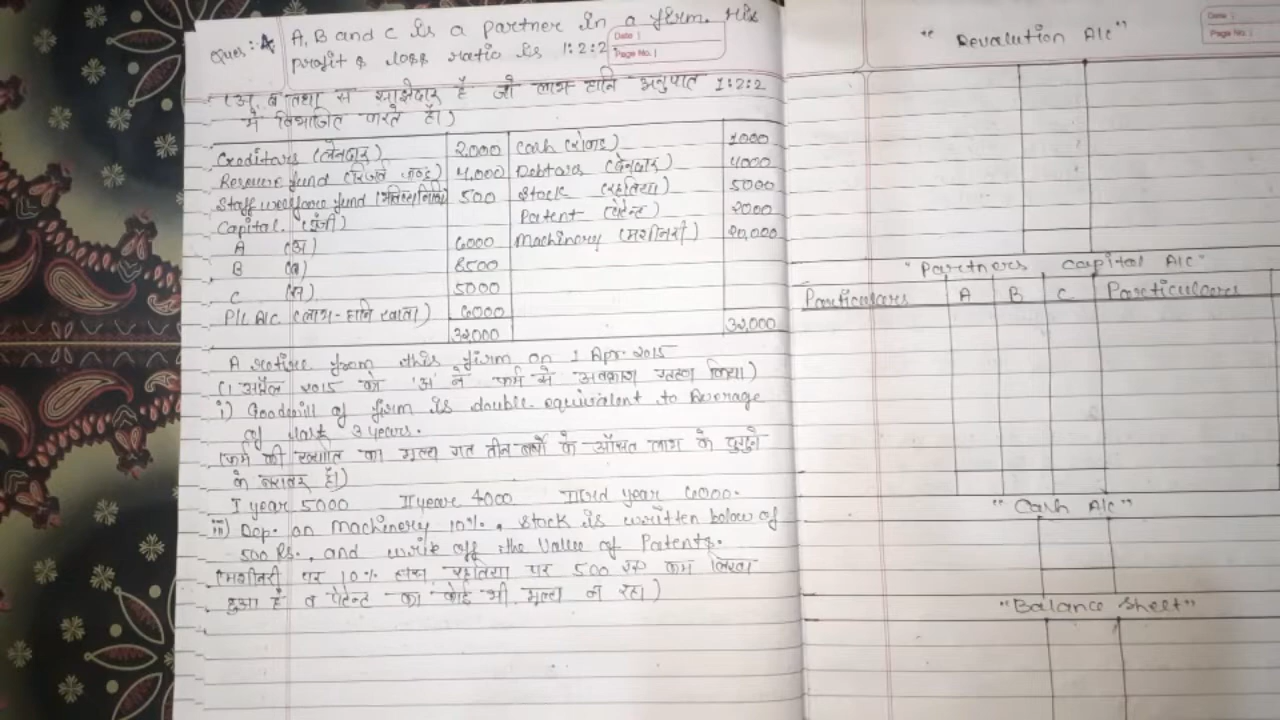 Ques:- A, B and C is a partner in a firm. His
profit & loss ratio is 1:2:2
Date :
Page No. :
(अ, ब तथा स साझेदार है जो लाभ हानि अनुपात 1:2:2
में विभाजित करते है।)
Creditors (लेनदार) 2000 Cash (रोकड) 1000
Reserve fund 4,000 Debtors (देनदार) 4000
Staff welfare fund 500 Stock (रहतिया) 5000
Capital (पूँजी) Patent (पेटेन्ट) 2000
A (अ) 6000 Machinery (मशीनरी) 20,000
B (ब) 8500
C (स) 5000
P/L A/C (लाभ-हानि खाता) 6000
32000 32,000
A retire from this firm on 1 Apr. 2015
(1 अप्रैल 2015 को 'अ' ने फर्म से अवकाश ग्रहण किया)
i) Goodwill of firm is double equivalent to Average
of last 3 years.
(फर्म की ख्याति का मूल्य गत तीन वर्षों के औसत लाभ के दुगुने
के बराबर है।)
I year 5000 II year 4000 year 6000.
Dep. on machinery 10%, stock is written below of
500 Rs., and write off the Value of Patents.
(मशीनरी पर 10% ह्रास, रहतिया पर 500 रु० कम लिखा
हुआ है व पेटेन्ट का कोई भी मूल्य न रहा)
Date :
Page No. :
"Revalution A/c"
"Partners Capital A/c"
Particulars A B C Particulars
"Cash A/c"
"Balance Sheet"